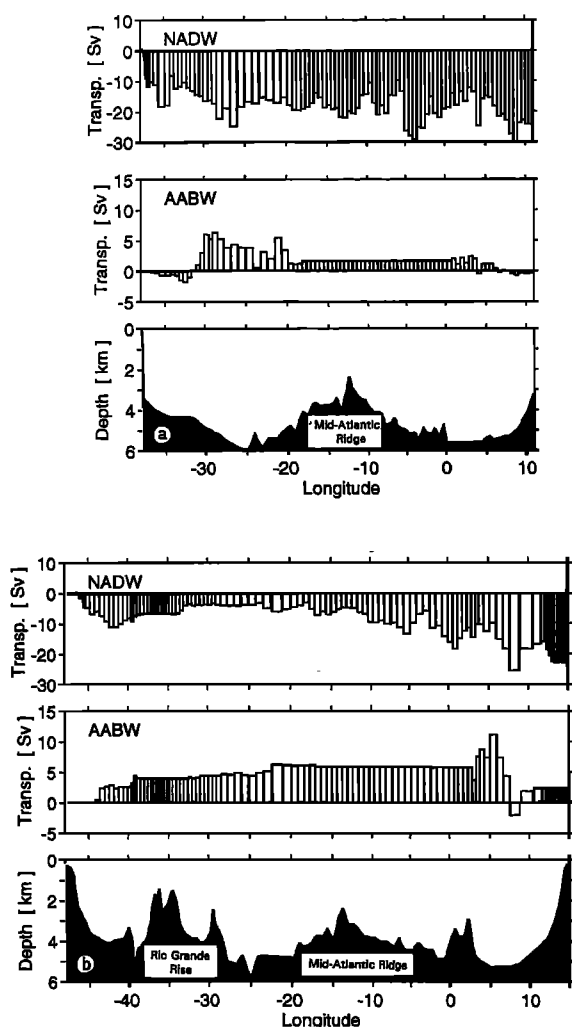 10
NADW
0
-10
-20
-30
Transp. [ Sv ]
15
AABW
10
5
0
-5
Transp. [ Sv ]
0
2
4
6
Depth [ km ]
a
Mid-Atlantic
Ridge
-30 -20 -10 0 10
Longitude
10
NADW
0
-10
-20
-30
Transp. [ Sv ]
15
AABW
10
5
0
-5
Transp. [ Sv ]
0
2
4
6
Depth [ km ]
b
Rio Grande
Rise
Mid-Atlantic Ridge
-40 -30 -20 -10 0 10
Longitude